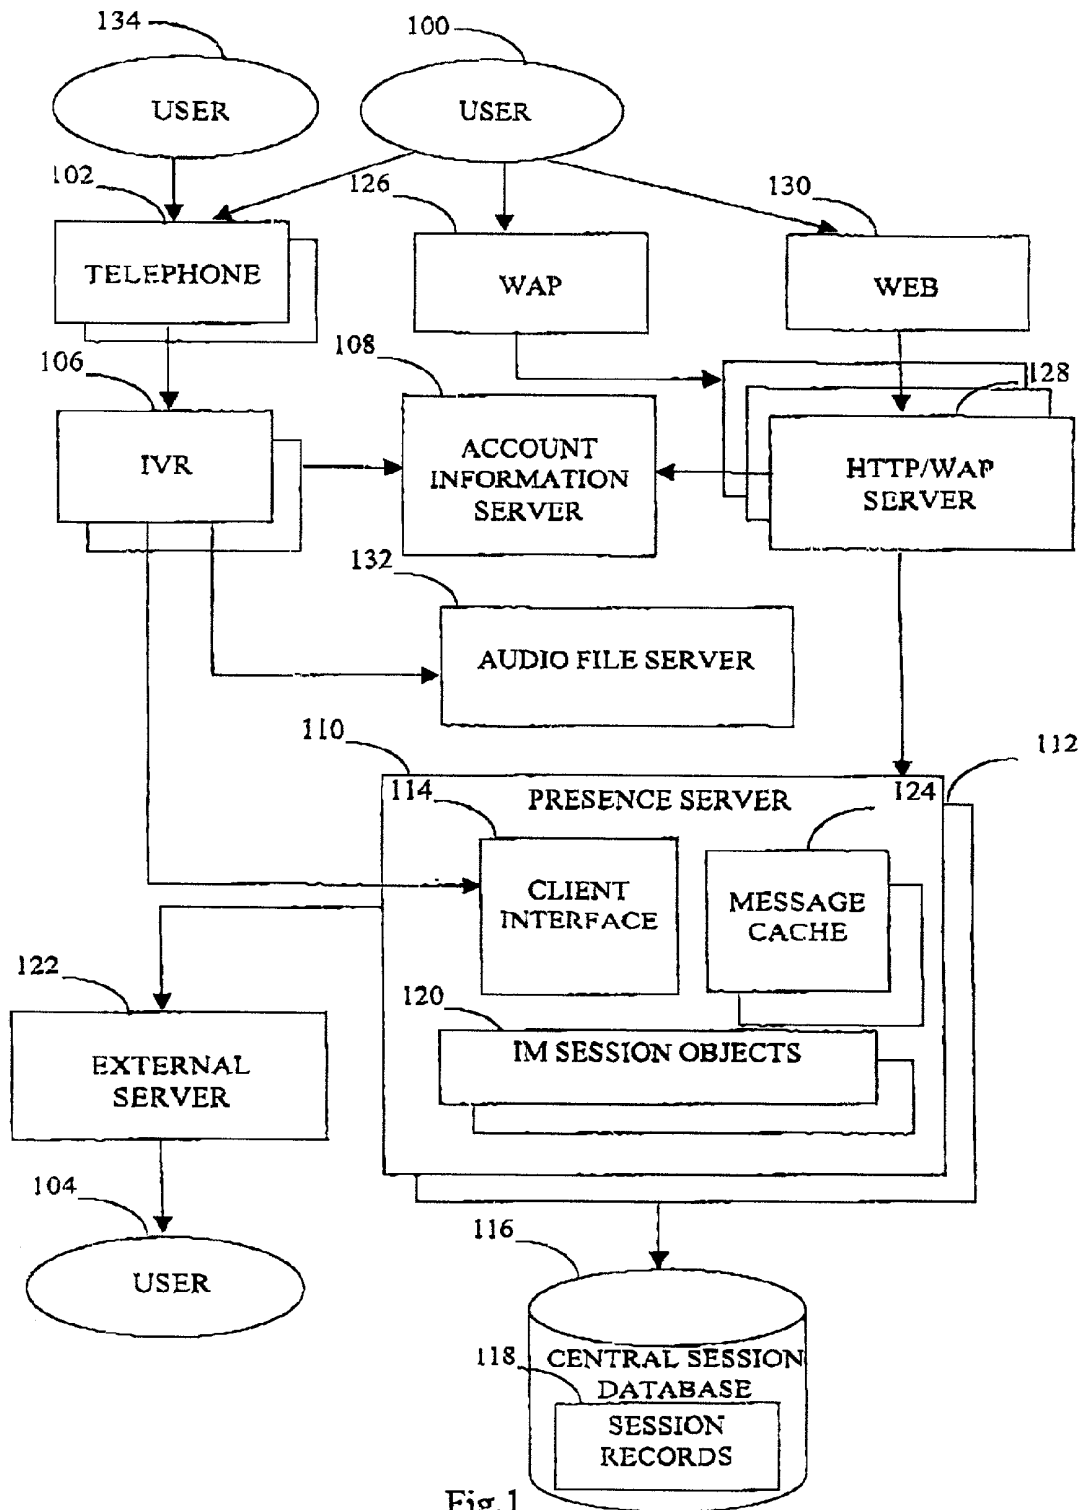 134
100
USER
USER
102
126
130
TELEPHONE
WAP
WEB
106
108
128
IVR
ACCOUNT
INFORMATION
SERVER
HTTP/WAP
SERVER
132
AUDIO FILE SERVER
110
112
114
PRESENCE SERVER
124
CLIENT
INTERFACE
MESSAGE
CACHE
122
120
IM SESSION OBJECTS
EXTERNAL
SERVER
104
116
USER
118
CENTRAL SESSION
DATABASE
SESSION
RECORDS
Fig.1